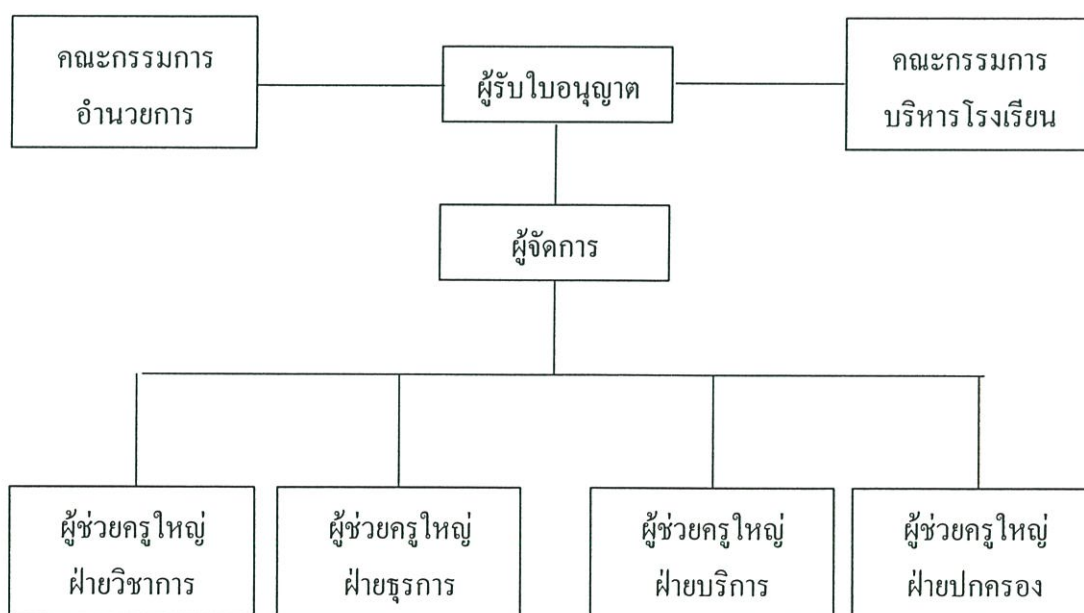 คณะกรรมการ
อำนวยการ
ผู้รับใบอนุญาต
คณะกรรมการ
บริหารโรงเรียน
ผู้จัดการ
ผู้ช่วยครูใหญ่
ฝ่ายวิชาการ
ผู้ช่วยครูใหญ่
ฝ่ายธุรการ
ผู้ช่วยครูใหญ่
ฝ่ายบริการ
ผู้ช่วยครูใหญ่
ฝ่ายปกครอง